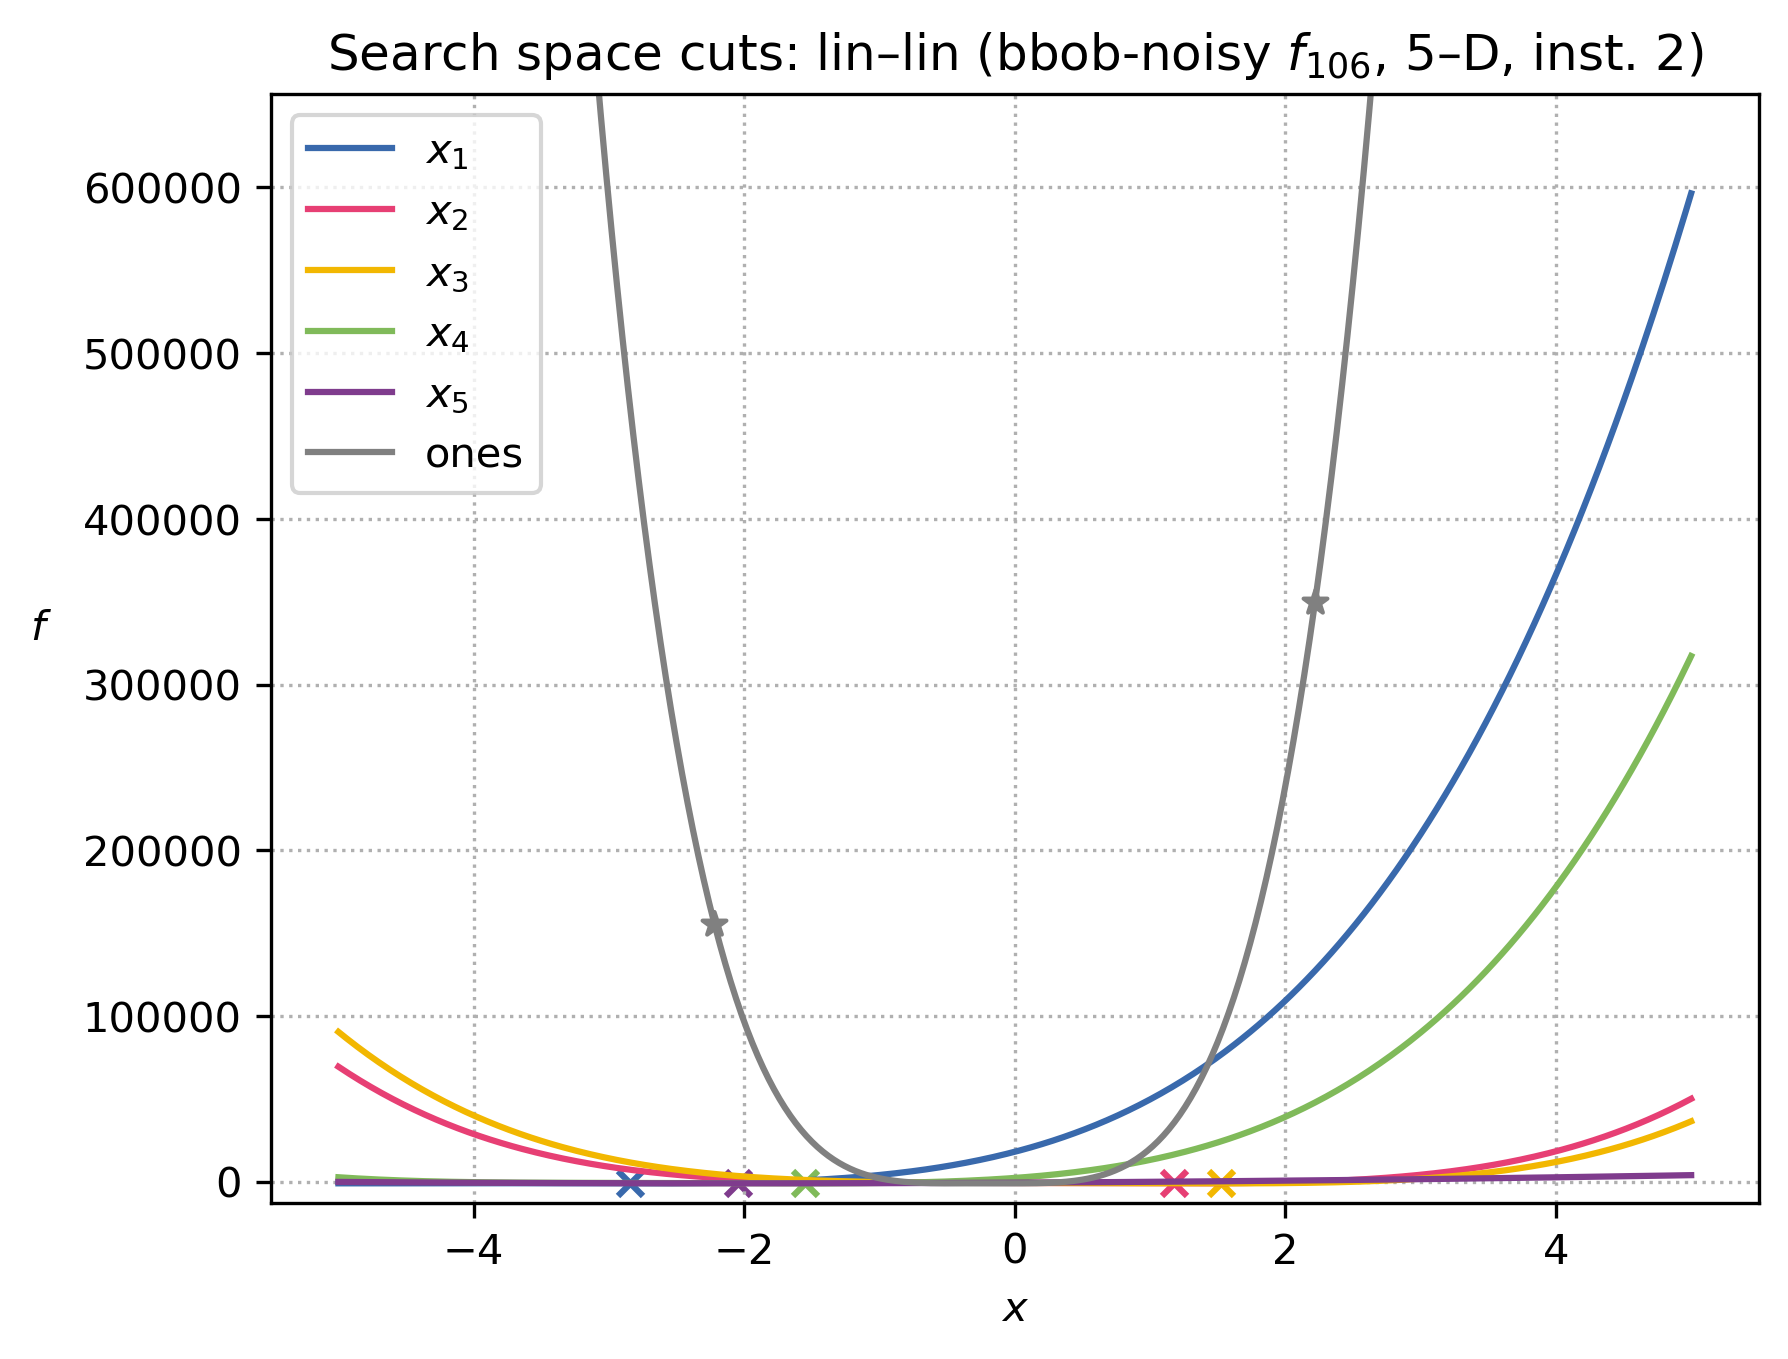 Search space cuts: lin–lin (bbob-noisy f₁₀₆, 5–D, inst. 2)
x₁
x₂
x₃
x₄
x₅
ones
600000
500000
400000
300000
200000
100000
0
f
−4
−2
0
2
4
x